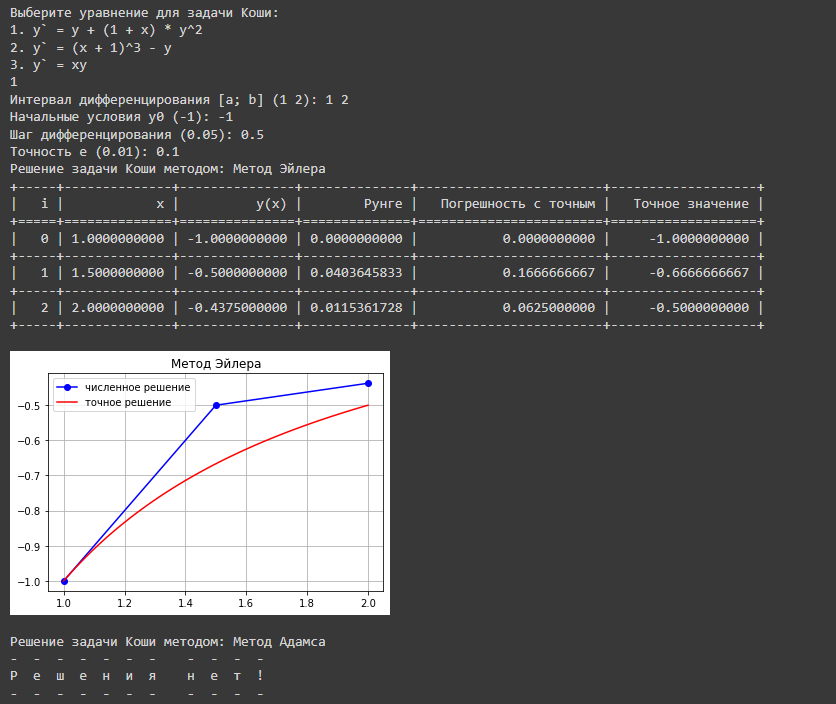 Выберите уравнение для задачи Коши:
1. y` = y + (1 + x) * y^2
2. y` = (x + 1)^3 - y
3. y` = xy
1
Интервал дифференцирования [a; b] (1 2): 1 2
Начальные условия y0 (-1): -1
Шаг дифференцирования (0.05): 0.5
Точность e (0.01): 0.1
Решение задачи Коши методом: Метод Эйлера
+-----+--------------+---------------+--------------+------------------------+-------------------+
|   i |            x |          y(x) |        Рунге |   Погрешность с точным |   Точное значение |
+=====+==============+===============+==============+========================+===================+
|   0 | 1.0000000000 | -1.0000000000 | 0.0000000000 |           0.0000000000 |     -1.0000000000 |
+-----+--------------+---------------+--------------+------------------------+-------------------+
|   1 | 1.5000000000 | -0.5000000000 | 0.0403645833 |           0.1666666667 |     -0.6666666667 |
+-----+--------------+---------------+--------------+------------------------+-------------------+
|   2 | 2.0000000000 | -0.4375000000 | 0.0115361728 |           0.0625000000 |     -0.5000000000 |
+-----+--------------+---------------+--------------+------------------------+-------------------+
Метод Эйлера
численное решение
точное решение
−0.5
−0.6
−0.7
−0.8
−0.9
−1.0
1.0 1.2 1.4 1.6 1.8 2.0
Решение задачи Коши методом: Метод Адамса
-  -  -  -  -  -  -    -  -  -  -
Р  е  ш  е  н  и  я    н  е  т  !
-  -  -  -  -  -  -    -  -  -  -